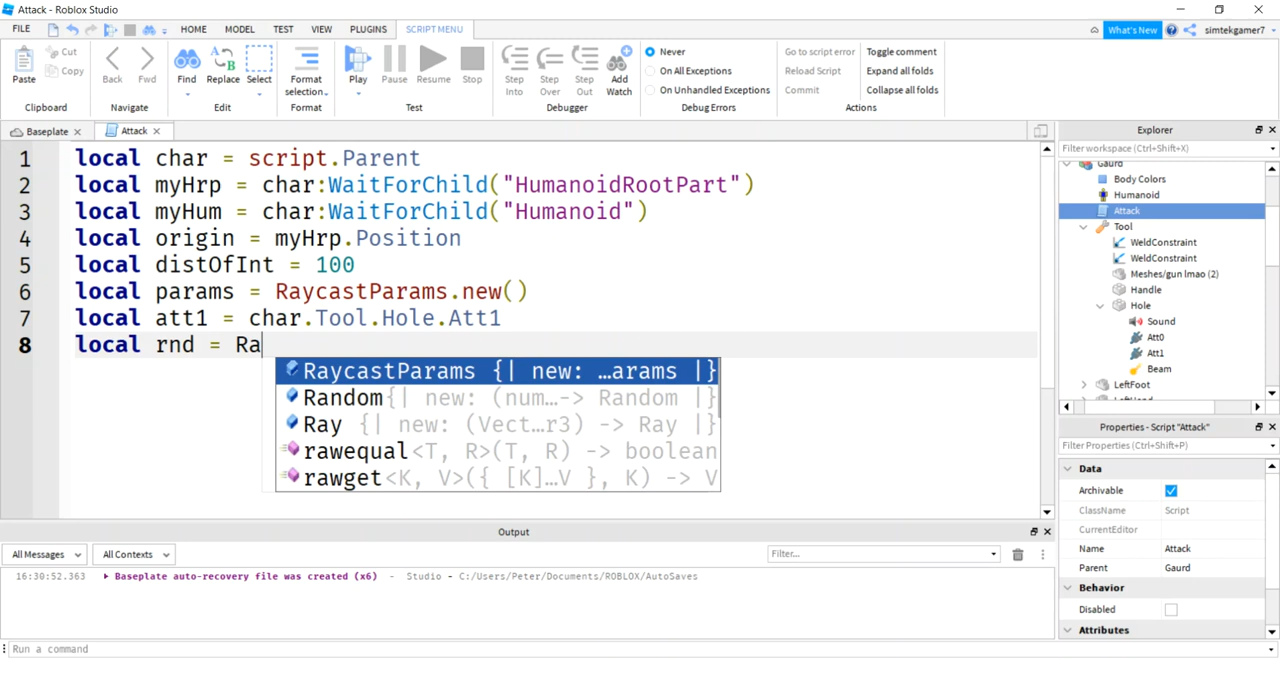 Attack - Roblox Studio
FILE HOME MODEL TEST VIEW PLUGINS SCRIPT MENU What's New simtekgamer7
Paste Cut Copy Back Fwd Find Replace Select Format selection Play Pause Resume Stop Step Into Step Over Step Out Add Watch Never On All Exceptions On Unhandled Exceptions Go to script error Reload Script Commit Toggle comment Expand all folds Collapse all folds
Clipboard Navigate Edit Format Test Debugger Debug Errors Actions
Baseplate Attack
1 local char = script.Parent
2 local myHrp = char:WaitForChild("HumanoidRootPart")
3 local myHum = char:WaitForChild("Humanoid")
4 local origin = myHrp.Position
5 local distOfInt = 100
6 local params = RaycastParams.new()
7 local att1 = char.Tool.Hole.Att1
8 local rnd = Ra
RaycastParams {| new: ...arams |}
Random{| new: (num...-> Random |}
Ray {| new: (Vect...r3) -> Ray |}
rawequal<T, R>(T, R) -> boolean
rawget<K, V>({ [K]...V }, K) -> V
Explorer
Filter workspace (Ctrl+Shift+X)
Gaurd
Body Colors
Humanoid
Attack
Tool
WeldConstraint
WeldConstraint
Meshes/gun lmao (2)
Handle
Hole
Sound
Att0
Att1
Beam
LeftFoot
Properties - Script "Attack"
Filter Properties (Ctrl+Shift+P)
Data
Archivable
ClassName Script
CurrentEditor
Name Attack
Parent Gaurd
Behavior
Disabled
Attributes
Output
All Messages All Contexts Filter...
16:30:52.363 Baseplate auto-recovery file was created (x6) - Studio - C:/Users/Peter/Documents/ROBLOX/AutoSaves
Run a command